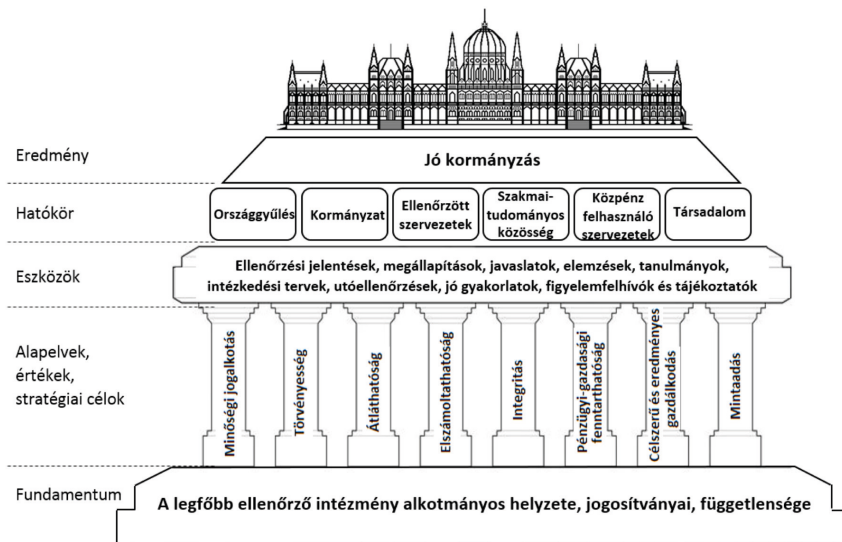 Eredmény
Jó kormányzás
Hatókör
Országgyűlés
Kormányzat
Ellenőrzött
szervezetek
Szakmai-
tudományos
közösség
Közpénz
felhasználó
szervezetek
Társadalom
Eszközök
Ellenőrzési jelentések, megállapítások, javaslatok, elemzések, tanulmányok,
intézkedési tervek, utóellenőrzések, jó gyakorlatok, figyelemfelhívók és tájékoztatók
Alapelvek,
értékek,
stratégiai célok
Minőségi jogalkotás
Törvényesség
Átláthatóság
Elszámoltathatóság
Integritás
Pénzügyi-gazdasági
fenntarthatóság
Célszerű és eredményes
gazdálkodás
Mintaadás
Fundamentum
A legfőbb ellenőrző intézmény alkotmányos helyzete, jogosítványai, függetlensége